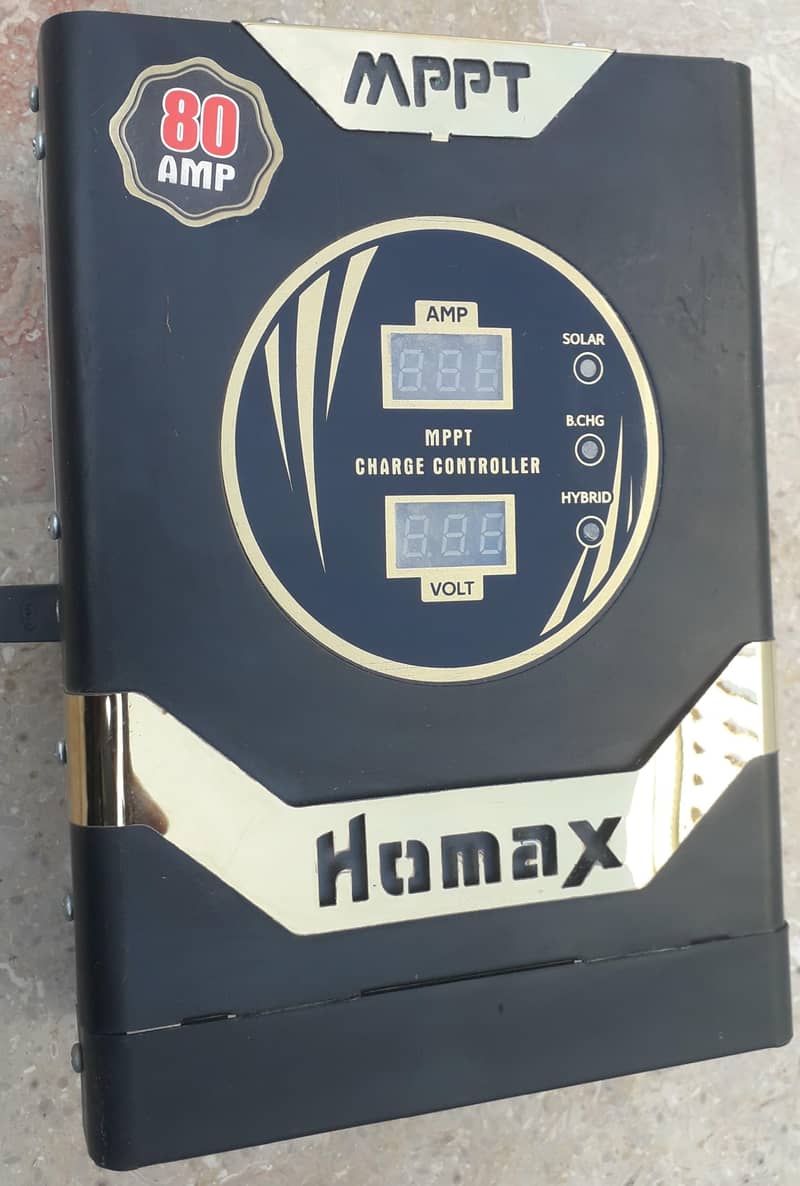 MPPT
80
AMP
AMP
SOLAR
B.CHG
MPPT
CHARGE CONTROLLER
HYBRID
VOLT
Homax